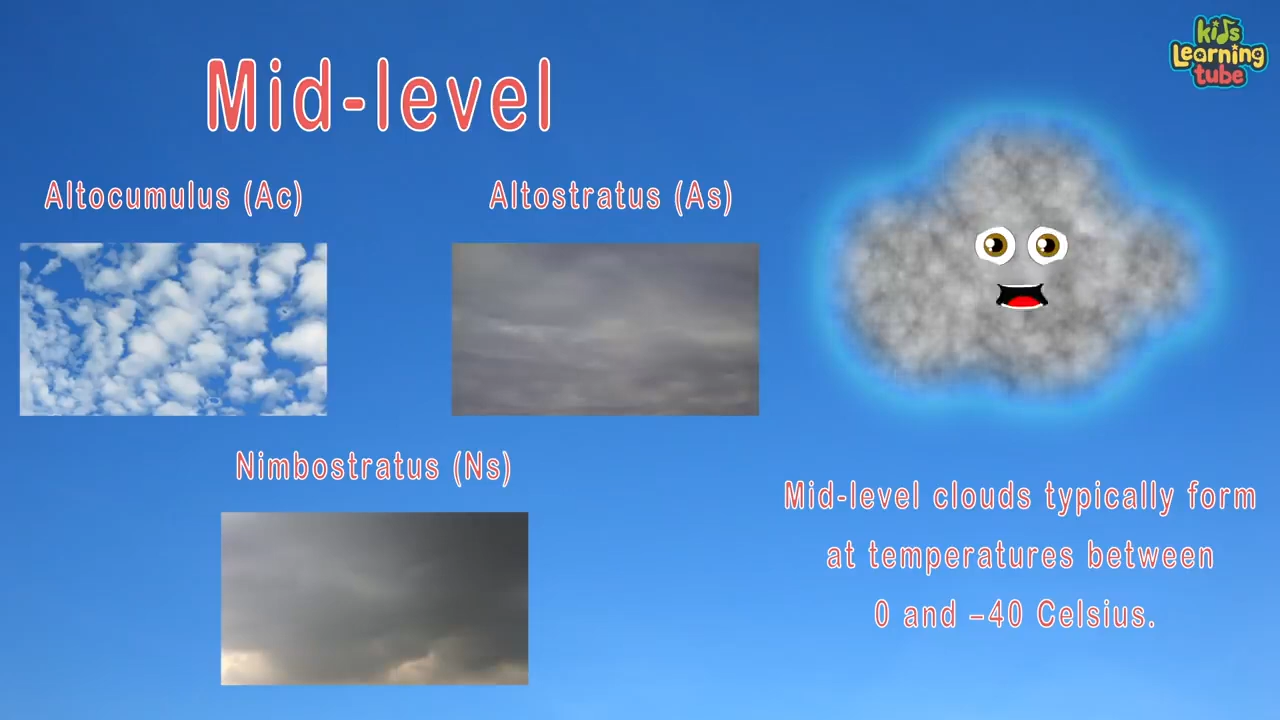 kids
Learning
tube
Mid-level
Altocumulus (Ac)
Altostratus (As)
Nimbostratus (Ns)
Mid-level clouds typically form
at temperatures between
0 and –40 Celsius.